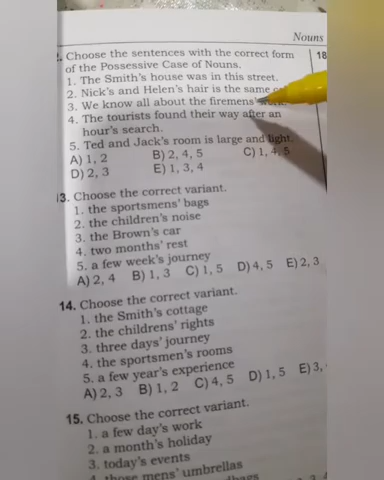 Nouns
2. Choose the sentences with the correct form
of the Possessive Case of Nouns.
1. The Smith's house was in this street.
2. Nick's and Helen's hair is the same
3. We know all about the firemens'
4. The tourists found their way after an
hour's search.
5. Ted and Jack's room is large and light.
A) 1, 2 B) 2, 4, 5 C) 1, 4, 5
D) 2, 3 E) 1, 3, 4
18
13. Choose the correct variant.
1. the sportsmens' bags
2. the children's noise
3. the Brown's car
4. two months' rest
5. a few week's journey
A) 2, 4 B) 1, 3 C) 1, 5 D) 4, 5 E) 2, 3
14. Choose the correct variant.
1. the Smith's cottage
2. the childrens' rights
3. three days' journey
4. the sportsmen's rooms
5. a few year's experience
A) 2, 3 B) 1, 2 C) 4, 5 D) 1, 5 E) 3,
15. Choose the correct variant.
1. a few day's work
2. a month's holiday
3. today's events
4. those mens' umbrellas